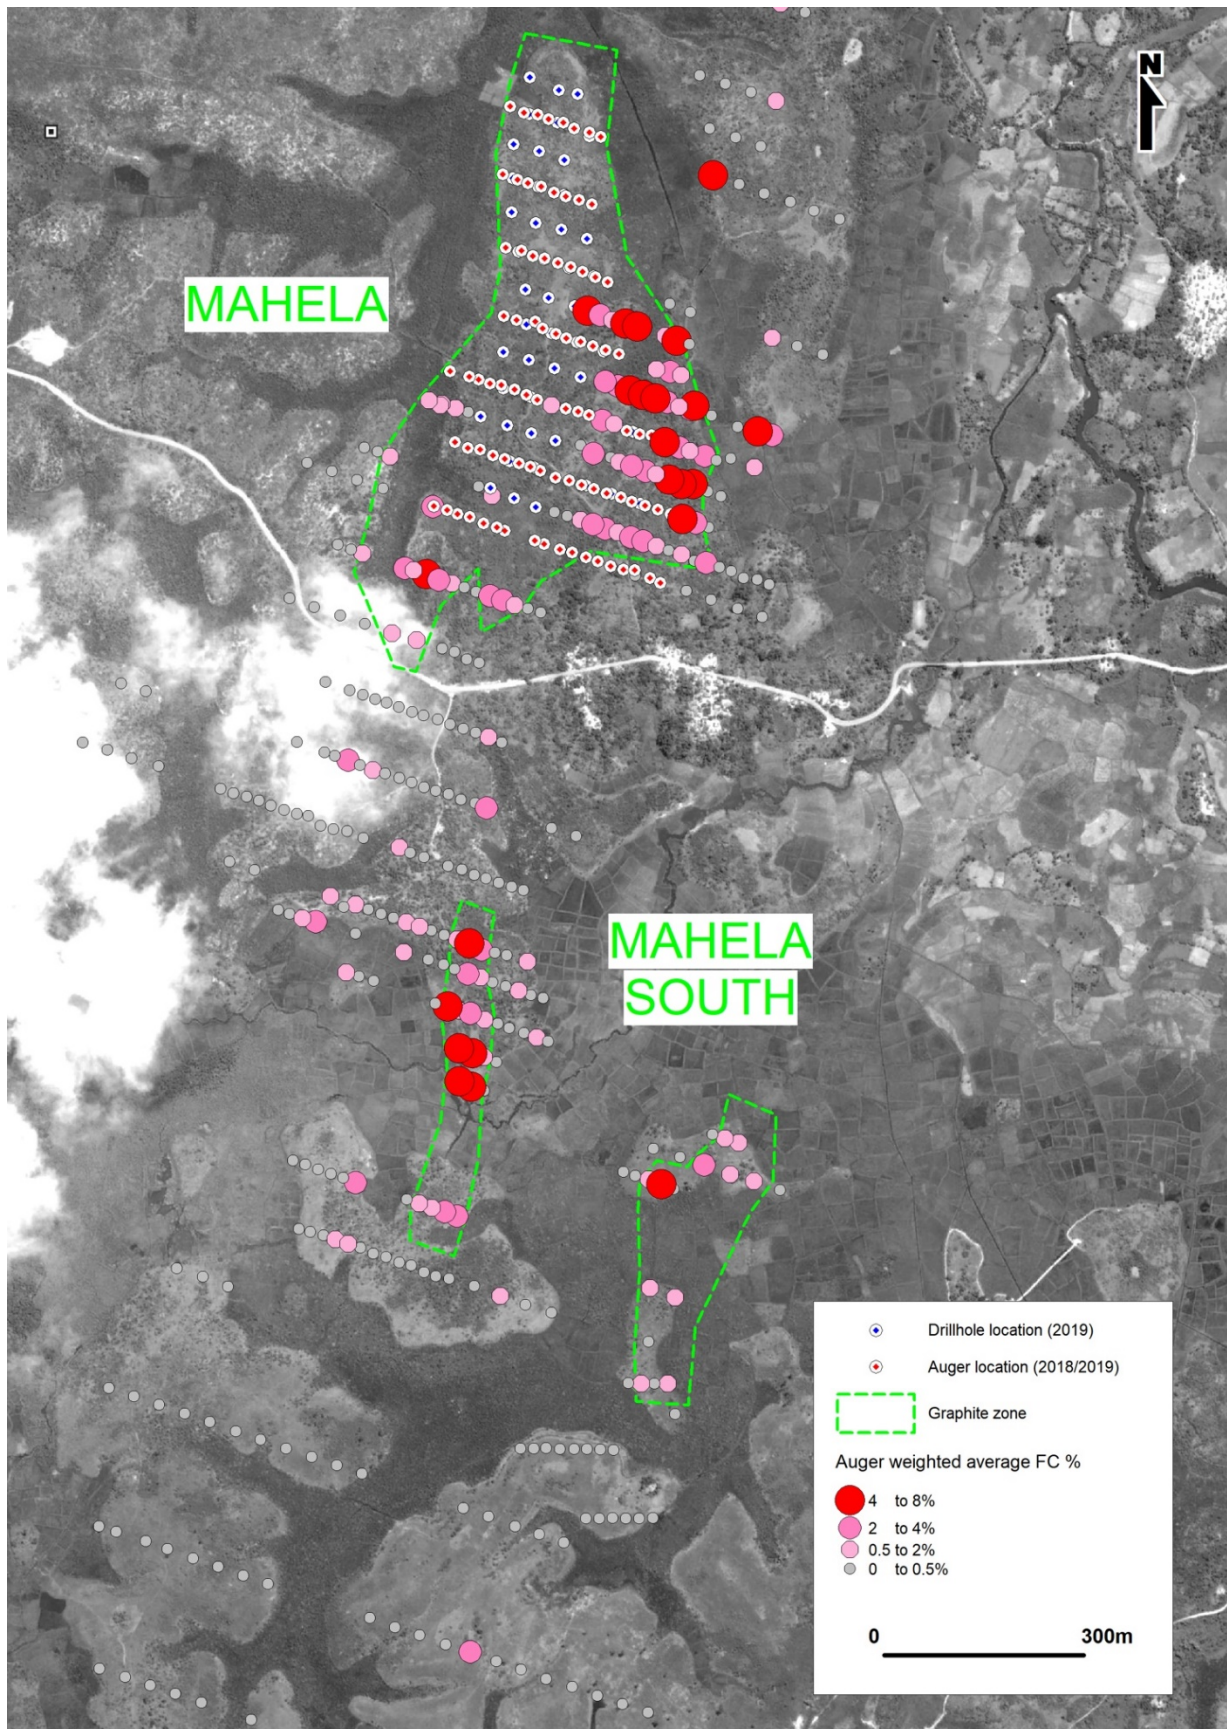 N
MAHELA
MAHELA
SOUTH
Drillhole location (2019)
Auger location (2018/2019)
Graphite zone
Auger weighted average FC %
4 to 8%
2 to 4%
0.5 to 2%
0 to 0.5%
0 300m